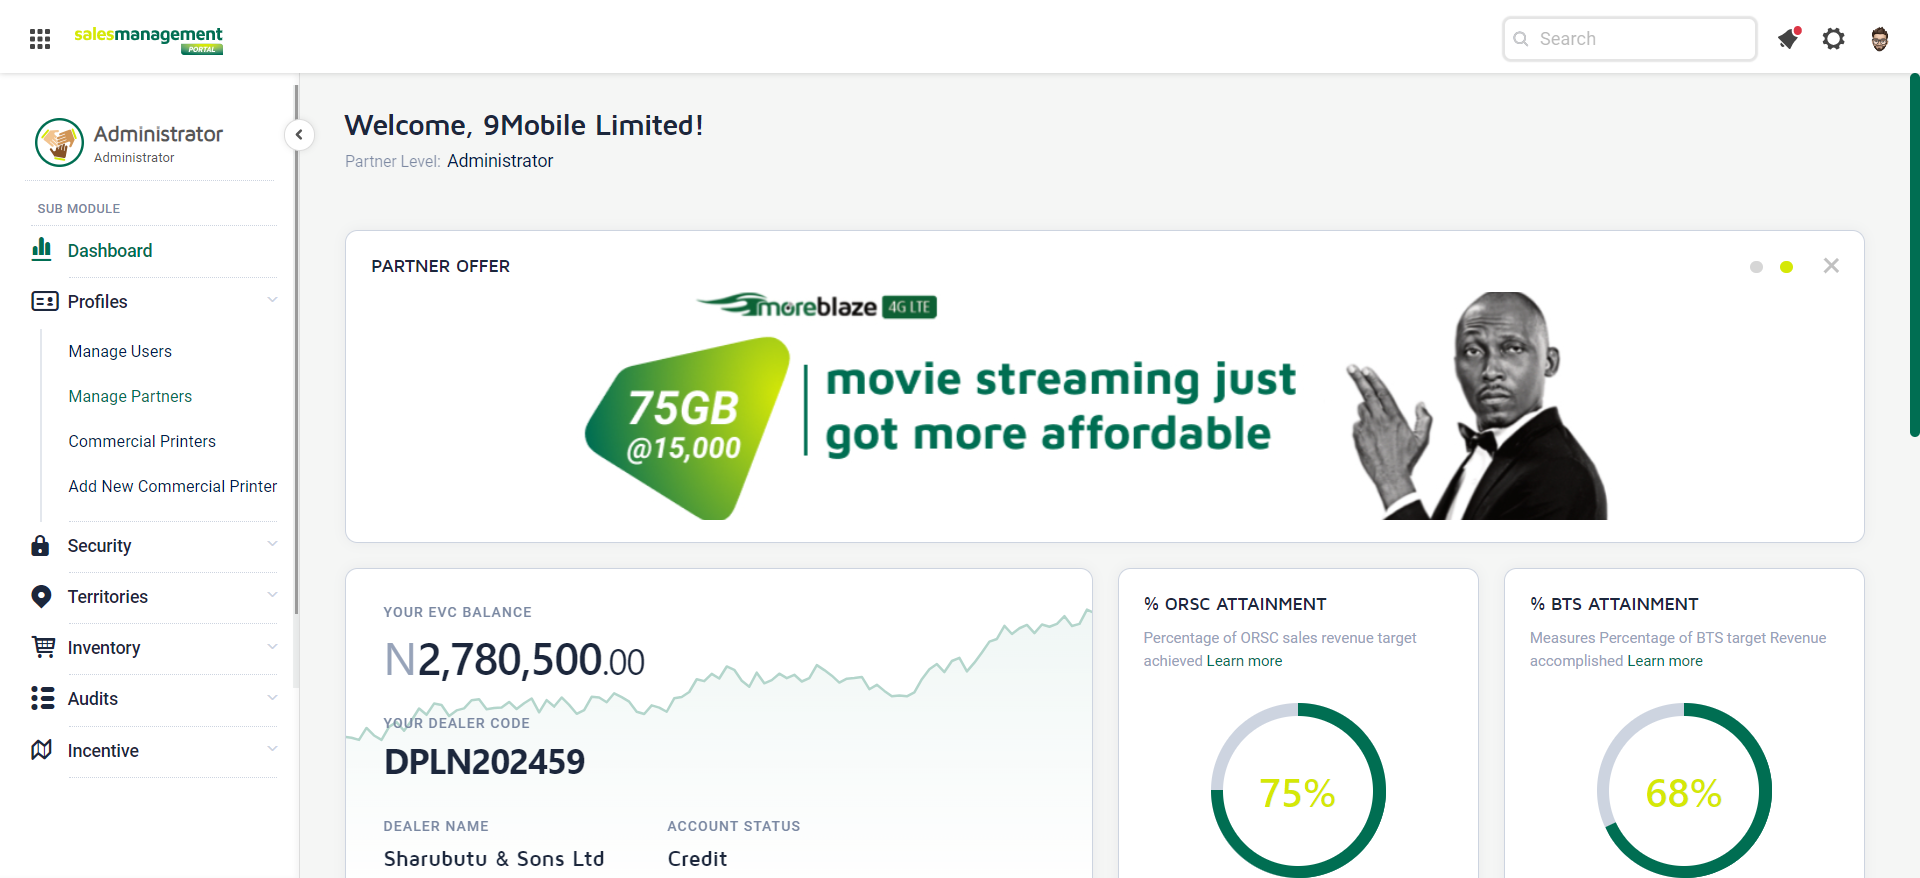 salesmanagement
PORTAL
Search
Administrator
Administrator
SUB MODULE
Dashboard
Profiles
Manage Users
Manage Partners
Commercial Printers
Add New Commercial Printer
Security
Territories
Inventory
Audits
Incentive
Welcome, 9Mobile Limited!
Partner Level: Administrator
PARTNER OFFER
moreblaze 4G LTE
75GB
@15,000
movie streaming just
got more affordable
YOUR EVC BALANCE
N2,780,500.00
YOUR DEALER CODE
DPLN202459
DEALER NAME
Sharubutu & Sons Ltd
ACCOUNT STATUS
Credit
% ORSC ATTAINMENT
Percentage of ORSC sales revenue target
achieved Learn more
75%
% BTS ATTAINMENT
Measures Percentage of BTS target Revenue
accomplished Learn more
68%